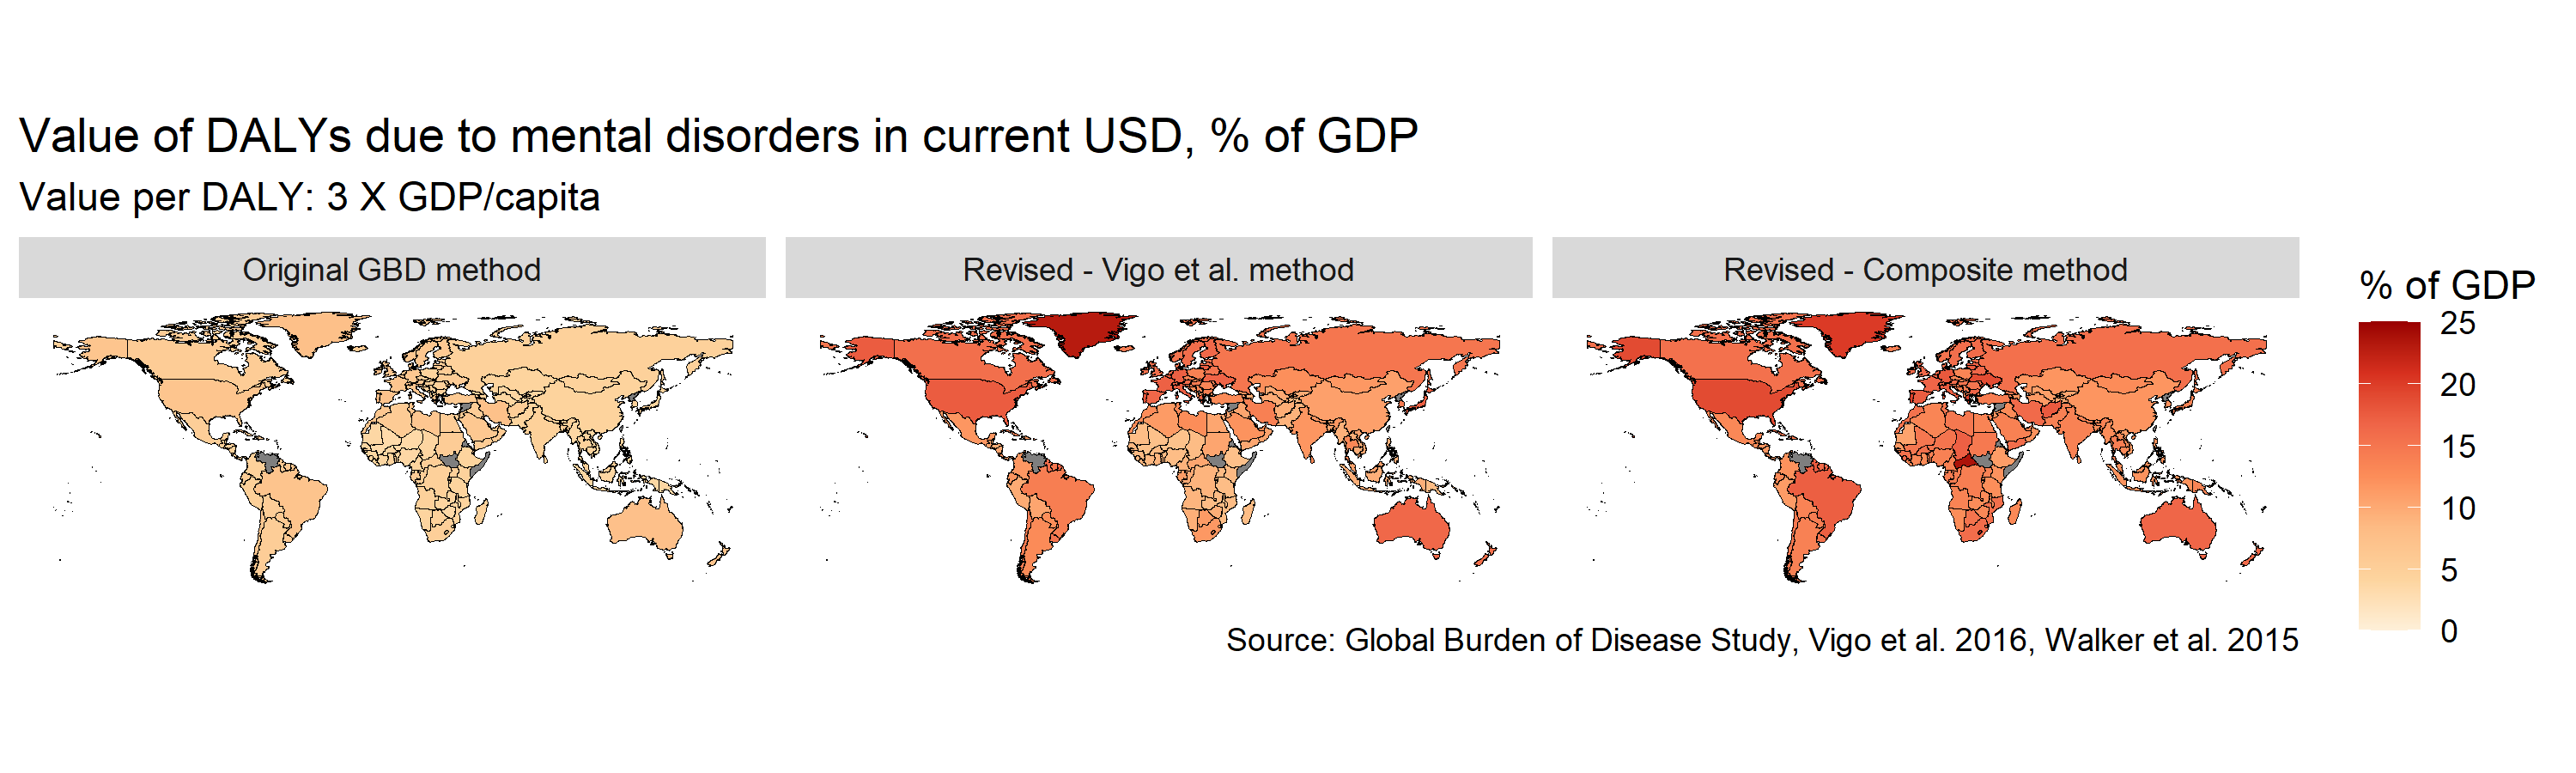 Value of DALYs due to mental disorders in current USD, % of GDP
Value per DALY: 3 X GDP/capita
Original GBD method
Revised - Vigo et al. method
Revised - Composite method
% of GDP
25
20
15
10
5
0
Source: Global Burden of Disease Study, Vigo et al. 2016, Walker et al. 2015